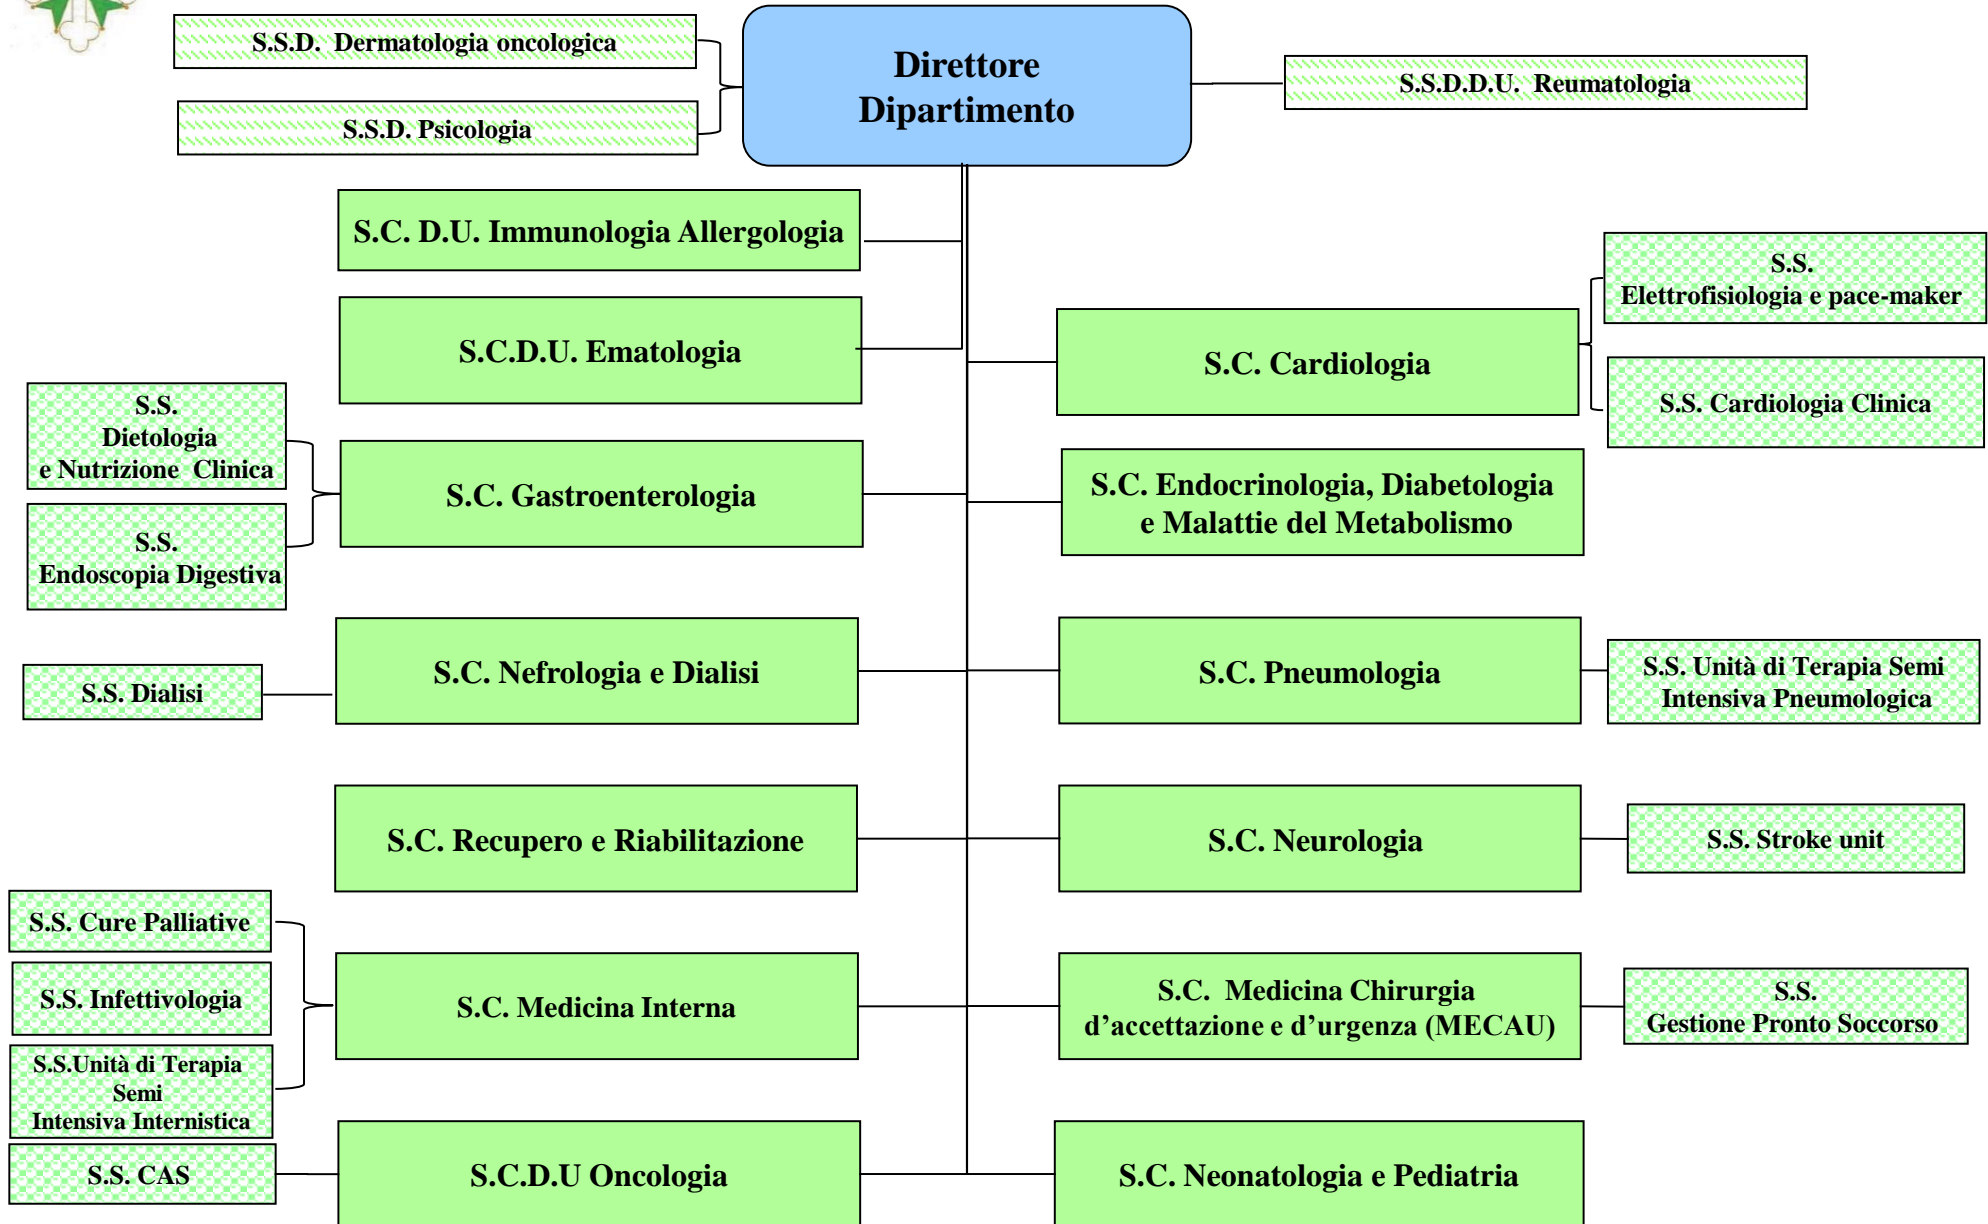 S.S.D. Dermatologia oncologica
S.S.D. Psicologia
Direttore
Dipartimento
S.S.D.D.U. Reumatologia
S.C. D.U. Immunologia Allergologia
S.C.D.U. Ematologia
S.C. Cardiologia
S.S.
Elettrofisiologia e pace-maker
S.S. Cardiologia Clinica
S.S.
Dietologia
e Nutrizione Clinica
S.S.
Endoscopia Digestiva
S.C. Gastroenterologia
S.C. Endocrinologia, Diabetologia
e Malattie del Metabolismo
S.S. Dialisi
S.C. Nefrologia e Dialisi
S.C. Pneumologia
S.S. Unità di Terapia Semi
Intensiva Pneumologica
S.C. Recupero e Riabilitazione
S.C. Neurologia
S.S. Stroke unit
S.S. Cure Palliative
S.S. Infettivologia
S.S.Unità di Terapia
Semi
Intensiva Internistica
S.C. Medicina Interna
S.C. Medicina Chirurgia
d’accettazione e d’urgenza (MECAU)
S.S.
Gestione Pronto Soccorso
S.S. CAS
S.C.D.U Oncologia
S.C. Neonatologia e Pediatria